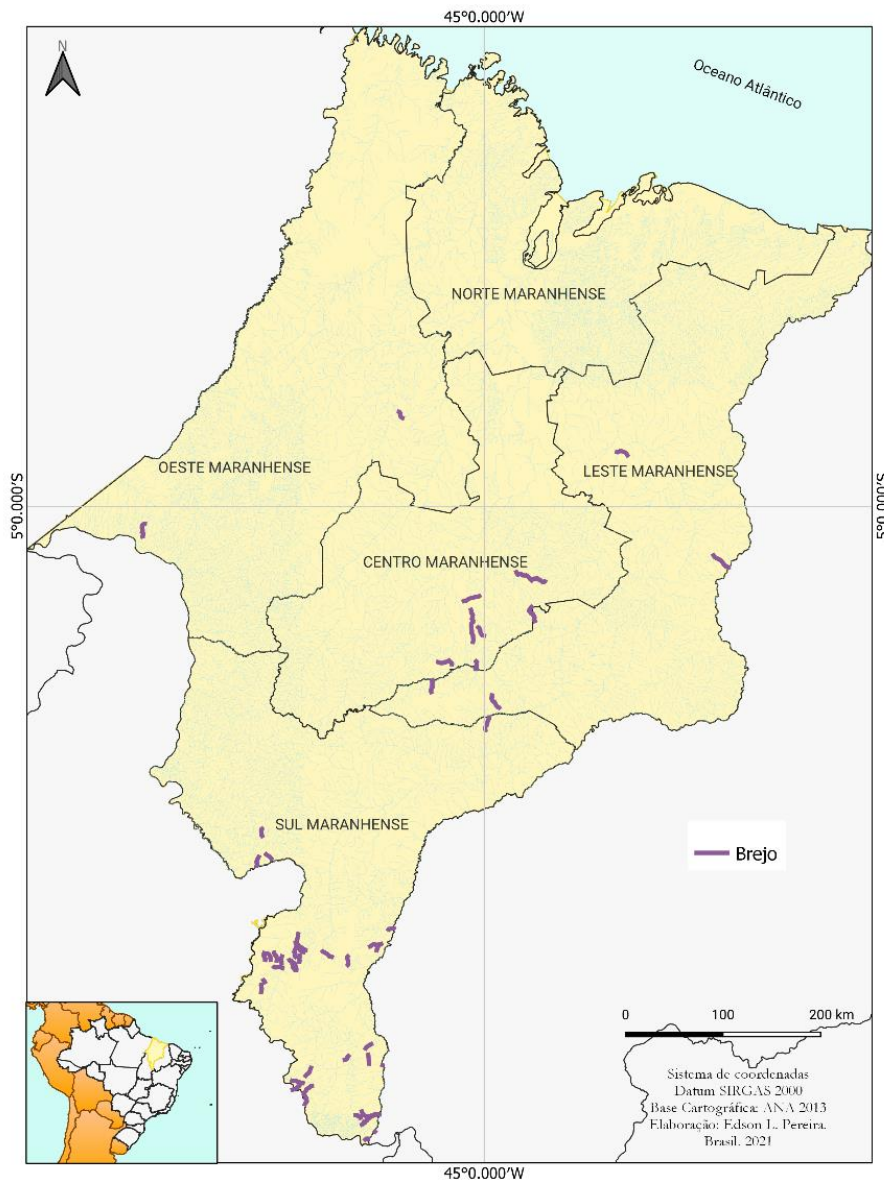 45°0.000'W
N
Oceano Atlântico
NORTE MARANHENSE
OESTE MARANHENSE
LESTE MARANHENSE
5°0.000'S
5°0.000'S
CENTRO MARANHENSE
SUL MARANHENSE
Brejo
0 100 200 km
Sistema de coordenadas
Datum SIRGAS 2000
Base Cartográfica: ANA 2013
Elaboração: Edson L. Pereira.
Brasil. 2021
45°0.000'W